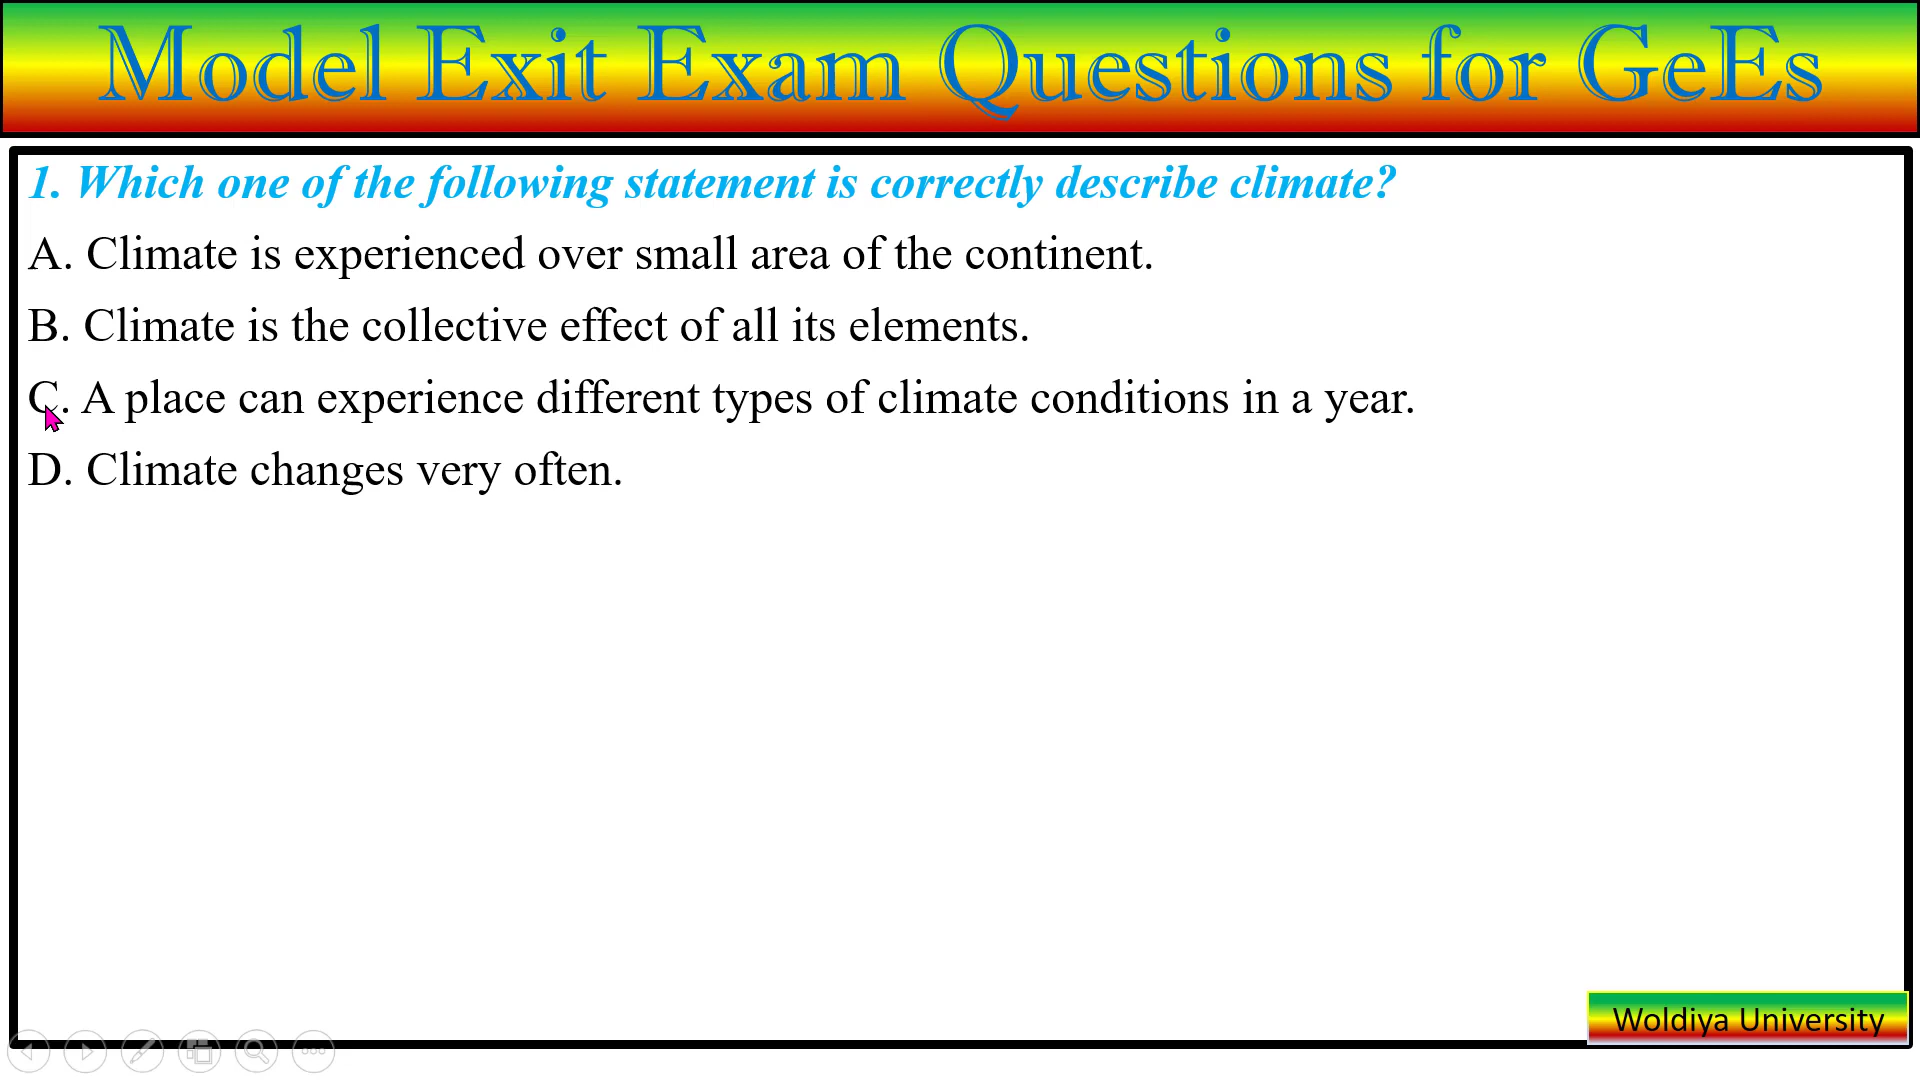 Model Exit Exam Questions for GeEs
1. Which one of the following statement is correctly describe climate?
A. Climate is experienced over small area of the continent.
B. Climate is the collective effect of all its elements.
C. A place can experience different types of climate conditions in a year.
D. Climate changes very often.
Woldiya University